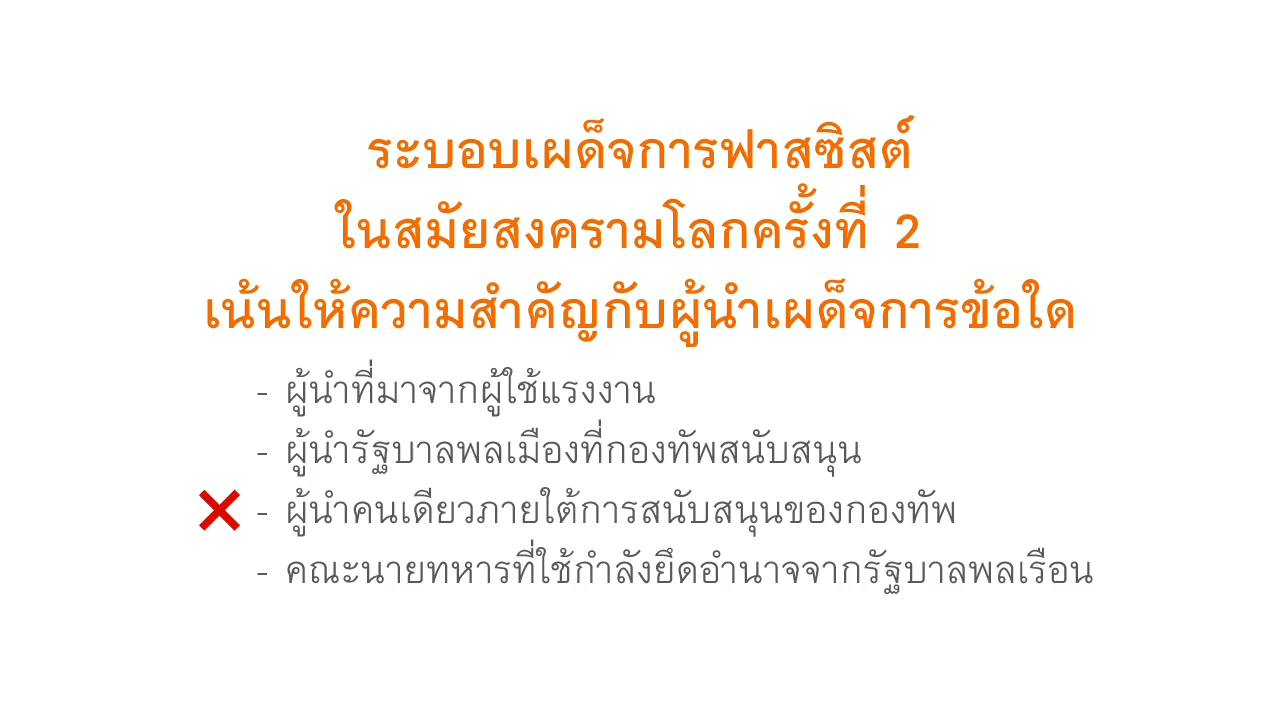 ระบอบเผด็จการฟาสซิสต์
ในสมัยสงครามโลกครั้งที่ 2
เน้นให้ความสำคัญกับผู้นำเผด็จการข้อใด
- ผู้นำที่มาจากผู้ใช้แรงงาน
- ผู้นำรัฐบาลพลเมืองที่กองทัพสนับสนุน
- ผู้นำคนเดียวภายใต้การสนับสนุนของกองทัพ
- คณะนายทหารที่ใช้กำลังยึดอำนาจจากรัฐบาลพลเรือน